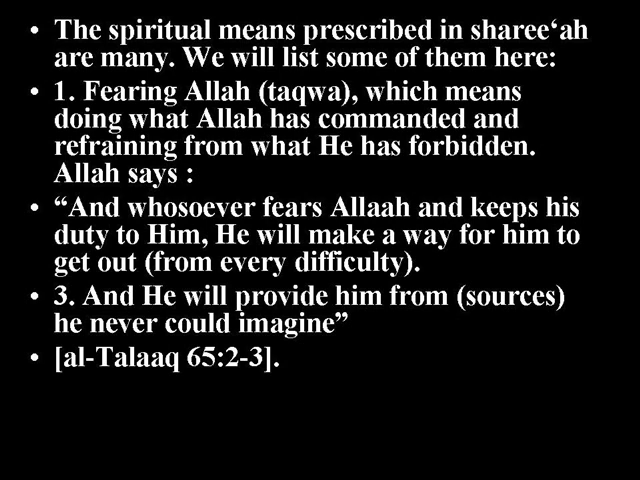 • The spiritual means prescribed in sharee‘ah
are many. We will list some of them here:
• 1. Fearing Allah (taqwa), which means
doing what Allah has commanded and
refraining from what He has forbidden.
Allah says :
• “And whosoever fears Allaah and keeps his
duty to Him, He will make a way for him to
get out (from every difficulty).
• 3. And He will provide him from (sources)
he never could imagine”
• [al-Talaaq 65:2-3].